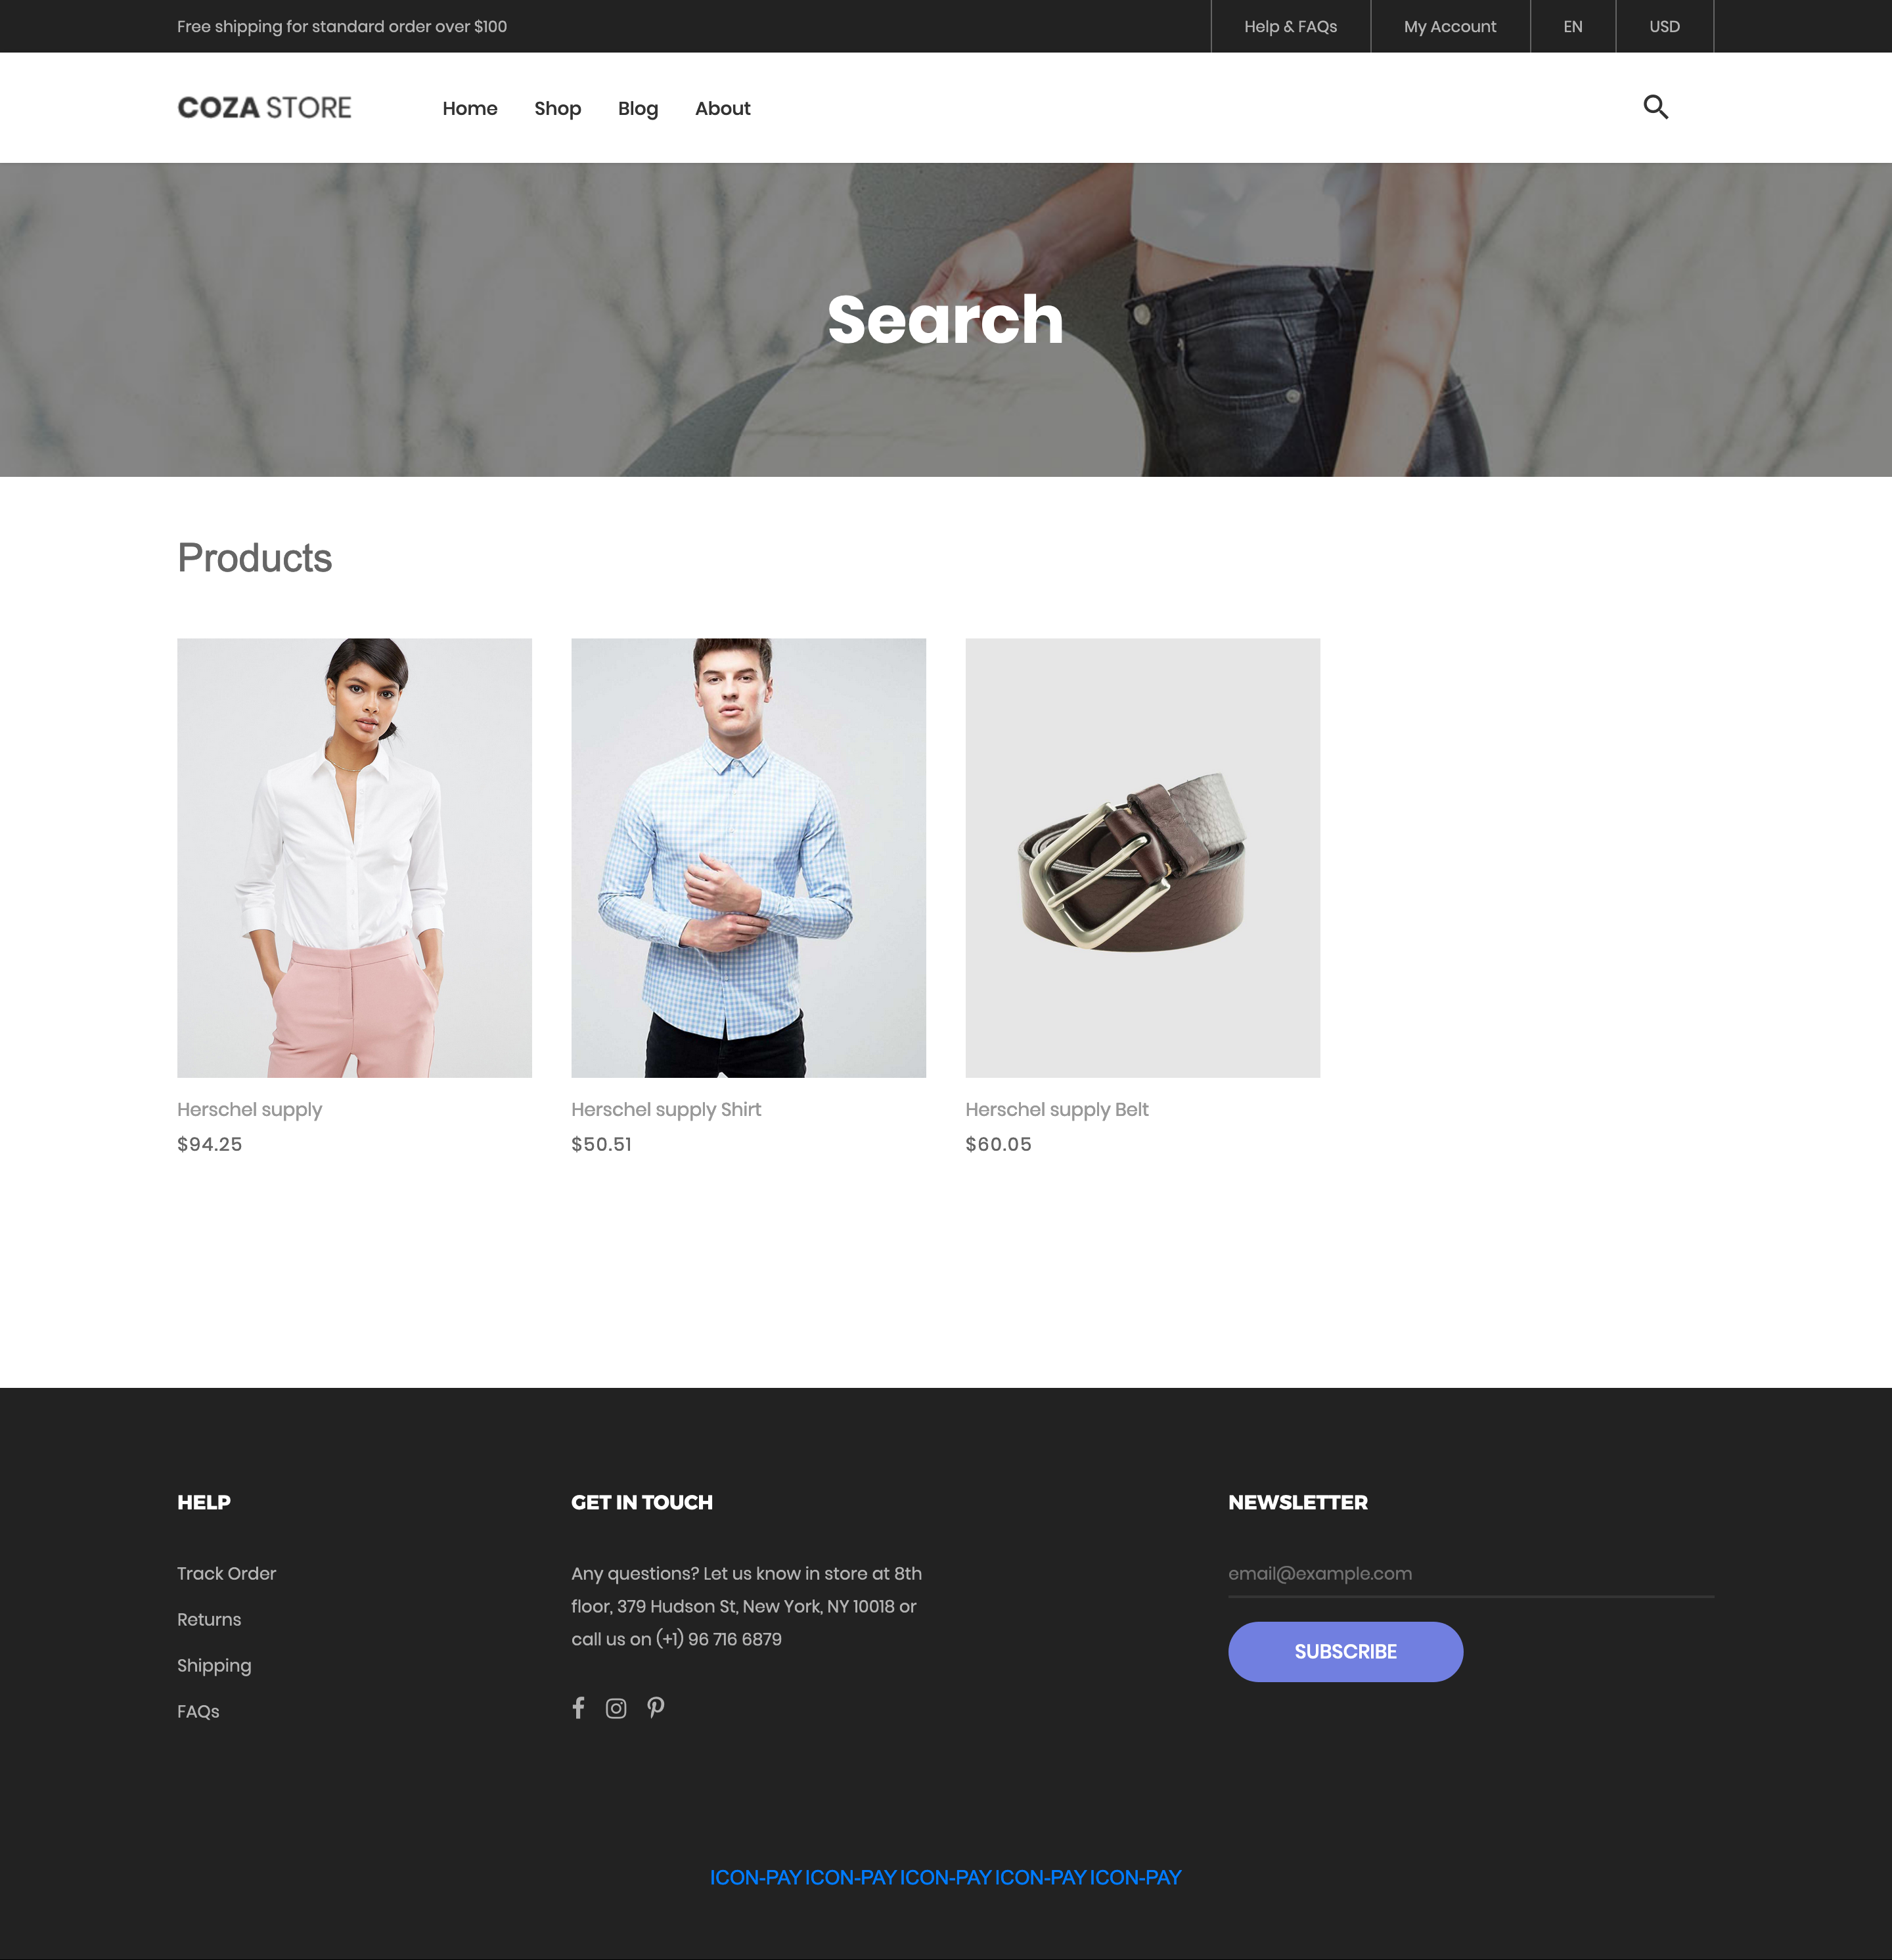 Free shipping for standard order over $100
Help & FAQs
My Account
EN
USD
COZA STORE
Home
Shop
Blog
About
Search
Products
Herschel supply
$94.25
Herschel supply Shirt
$50.51
Herschel supply Belt
$60.05
HELP
Track Order
Returns
Shipping
FAQs
GET IN TOUCH
Any questions? Let us know in store at 8th
floor, 379 Hudson St, New York, NY 10018 or
call us on (+1) 96 716 6879
NEWSLETTER
email@example.com
SUBSCRIBE
ICON-PAY ICON-PAY ICON-PAY ICON-PAY ICON-PAY